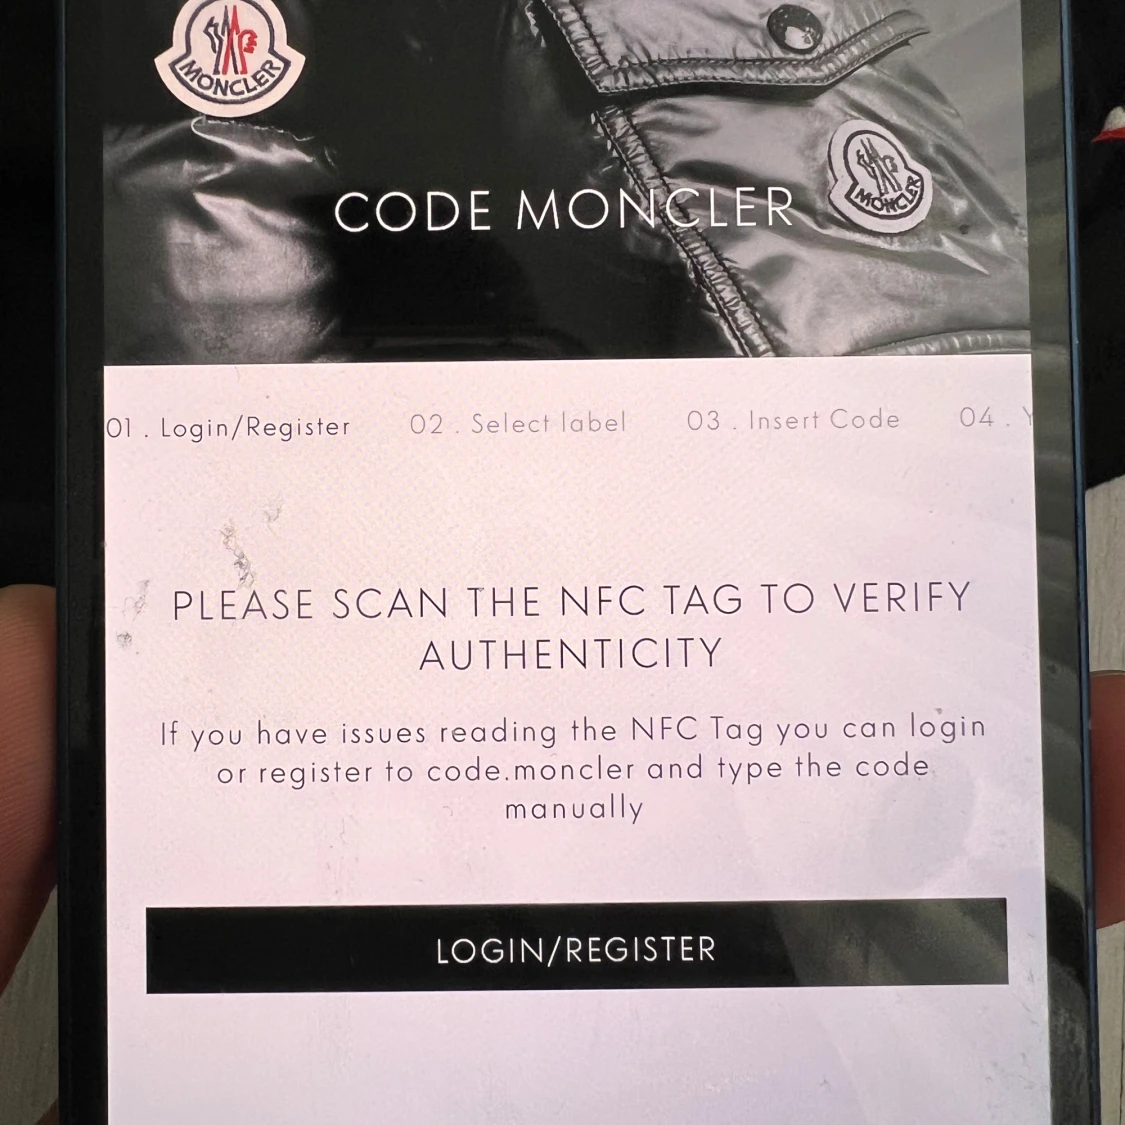 MONCLER
MONCLER
CODE MONCLER
01 . Login/Register 02 . Select label 03 . Insert Code 04 .
PLEASE SCAN THE NFC TAG TO VERIFY
AUTHENTICITY
If you have issues reading the NFC Tag you can login
or register to code.moncler and type the code
manually
LOGIN/REGISTER